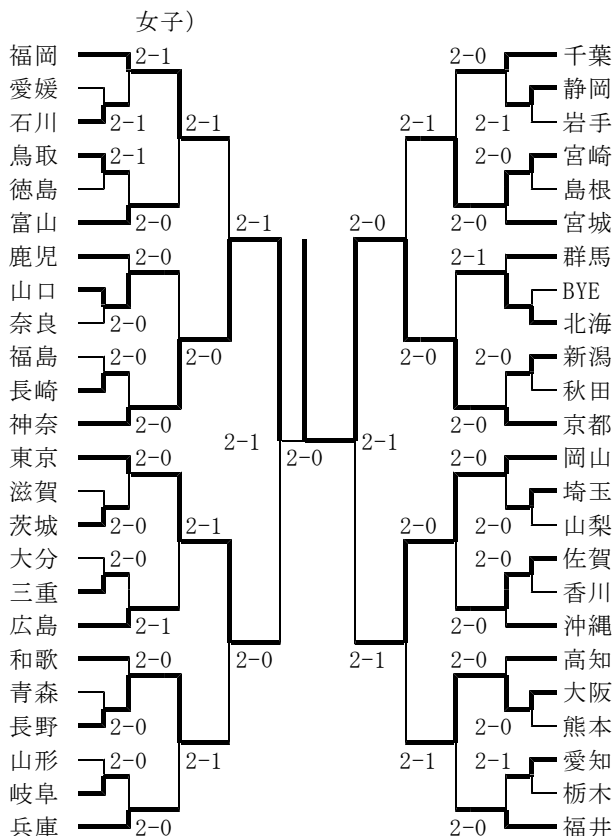 女子)
福岡 2-1 2-0 千葉
愛媛 静岡
石川 2-1 2-1 2-1 2-1 岩手
鳥取 2-1 2-0 宮崎
徳島 島根
富山 2-0 2-1 2-0 2-0 宮城
鹿児 2-0 2-1 群馬
山口 BYE
奈良 2-0 北海
福島 2-0 2-0 2-0 2-0 新潟
長崎 秋田
神奈 2-0 2-1 2-0 2-1 2-0 京都
東京 2-0 2-0 岡山
滋賀 埼玉
茨城 2-0 2-1 2-0 2-0 山梨
大分 2-0 2-0 佐賀
三重 香川
広島 2-1 2-0 沖縄
和歌 2-0 2-0 2-1 2-0 高知
青森 大阪
長野 2-0 2-0 熊本
山形 2-0 2-1 2-1 2-1 愛知
岐阜 栃木
兵庫 2-0 2-0 福井